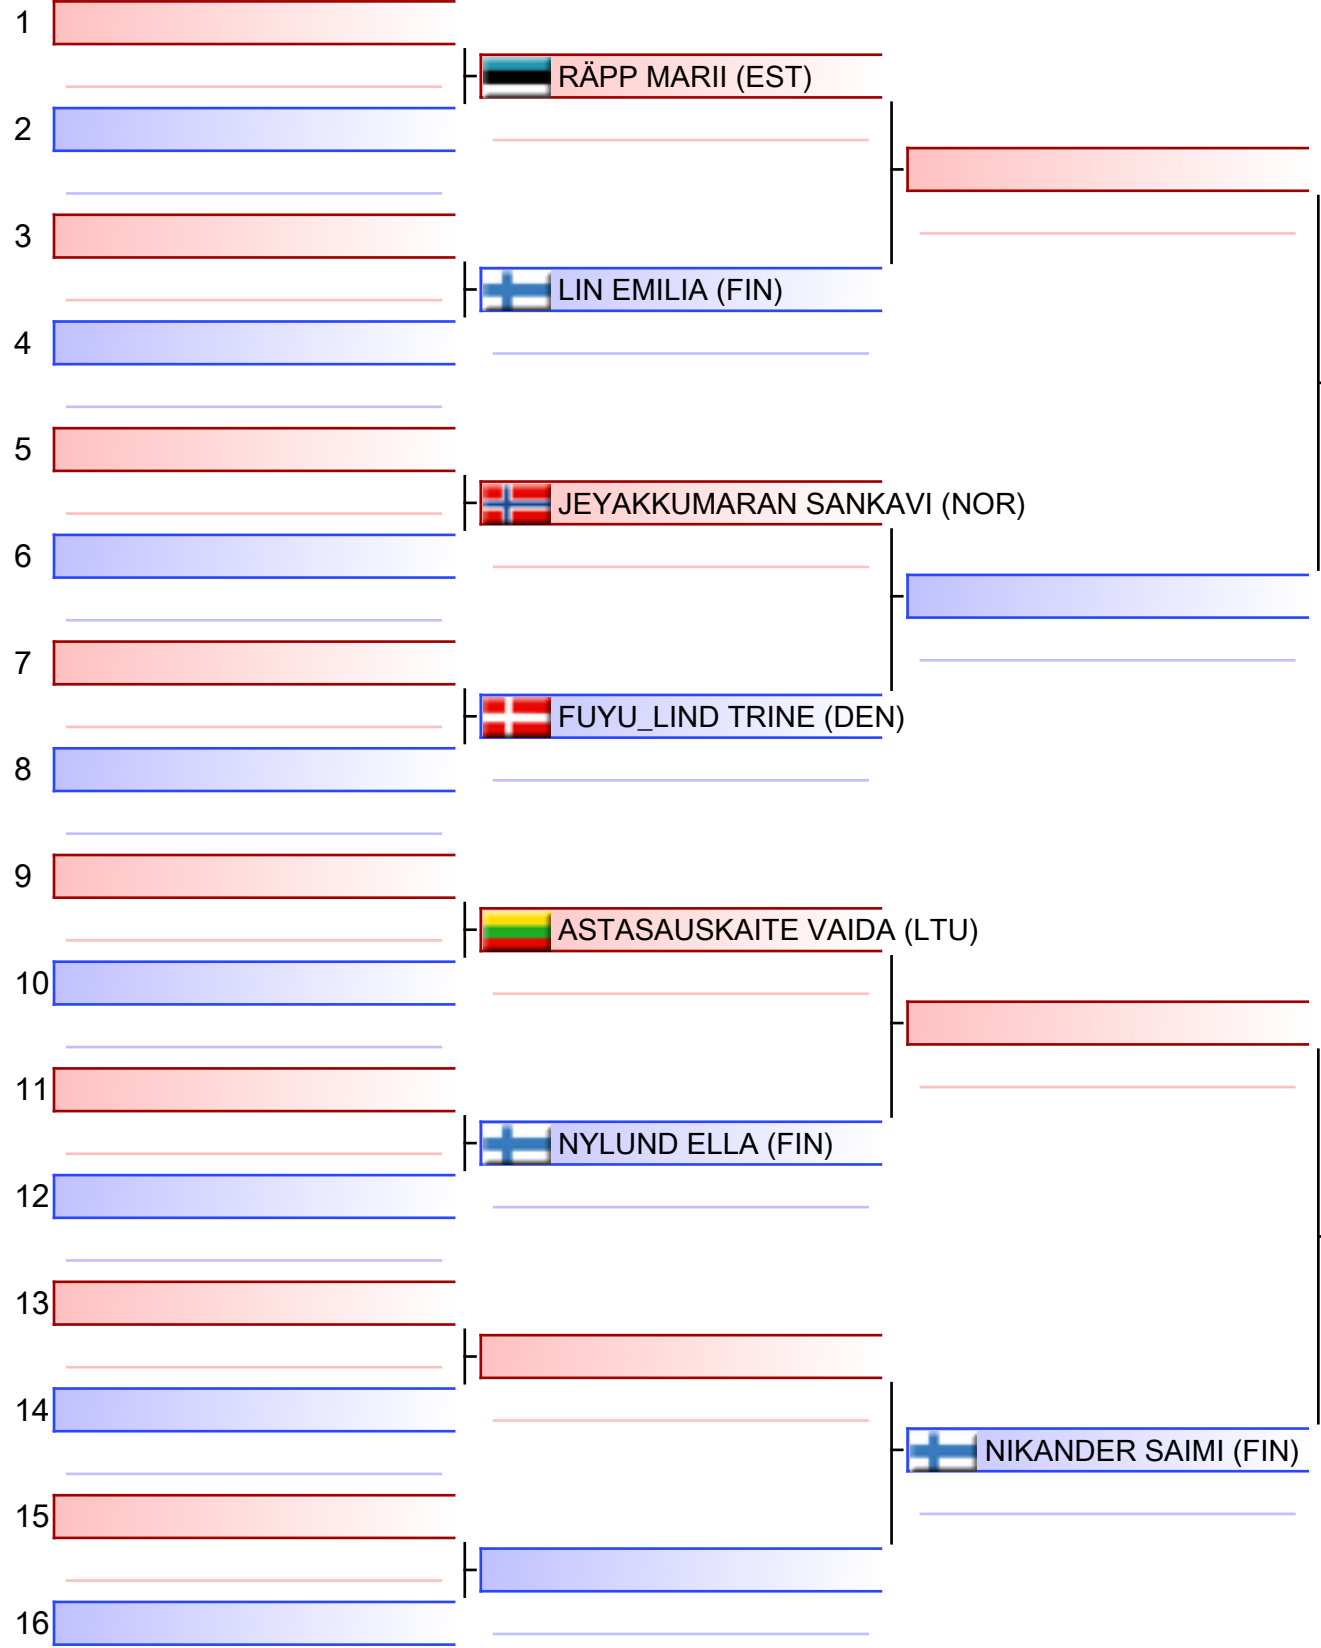 1
RÄPP MARII (EST)
2
3
LIN EMILIA (FIN)
4
5
JEYAKKUMARAN SANKAVI (NOR)
6
7
FUYU_LIND TRINE (DEN)
8
9
ASTASAUSKAITE VAIDA (LTU)
10
11
NYLUND ELLA (FIN)
12
13
14
NIKANDER SAIMI (FIN)
15
16